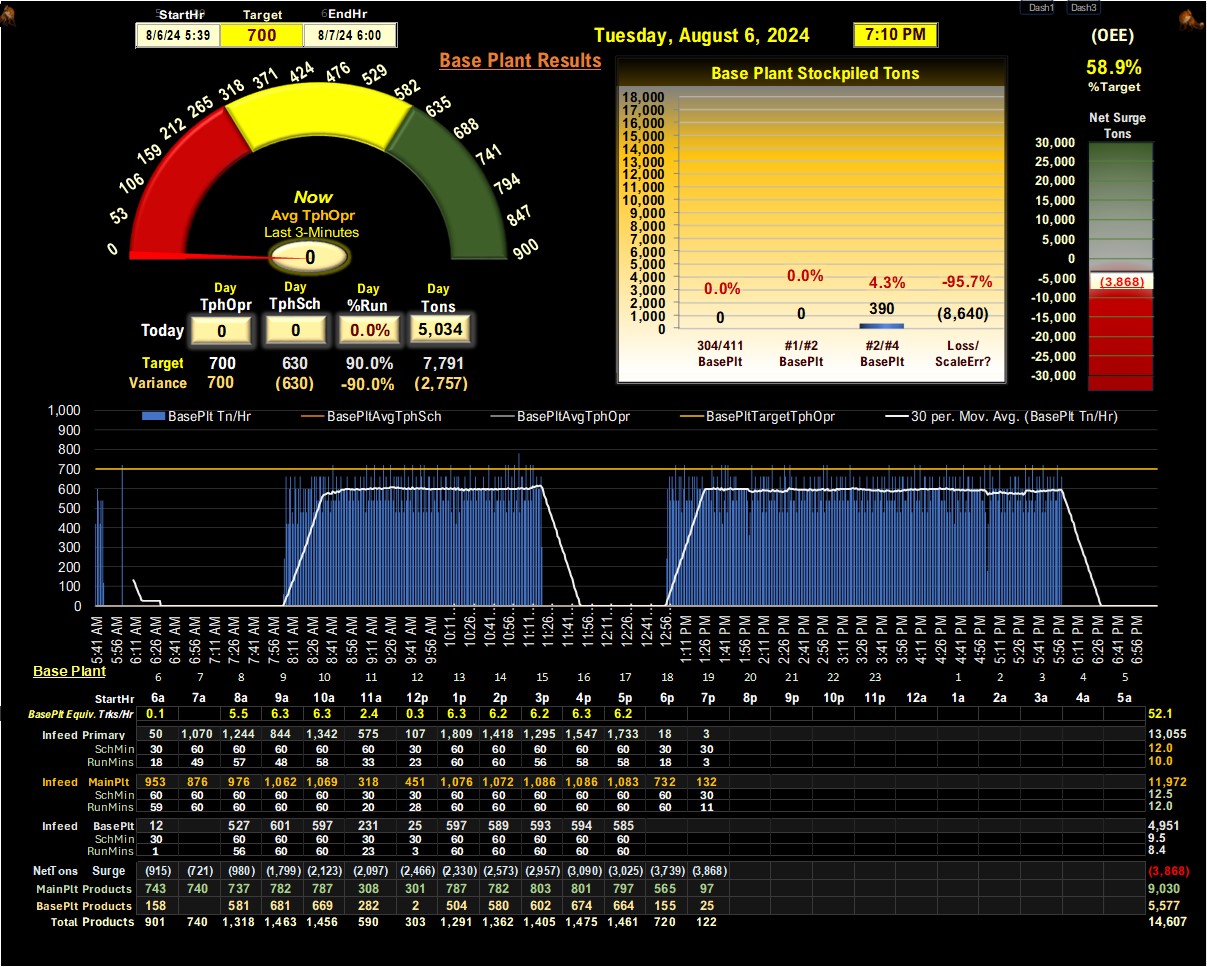 Dash1 Dash3
StartHr Target EndHr
8/6/24 5:39 700 8/7/24 6:00
Tuesday, August 6, 2024 7:10 PM
(OEE)
58.9%
%Target
Base Plant Results
Base Plant Stockpiled Tons
0 53 106 159 212 265 318 371 424 476 529 582 635 688 741 794 847 900
Now
Avg TphOpr
Last 3-Minutes
0
18,000
17,000
16,000
15,000
14,000
13,000
12,000
11,000
10,000
9,000
8,000
7,000
6,000
5,000
4,000
3,000
2,000
1,000
0
0.0% 0.0% 4.3% -95.7%
0 0 390 (8,640)
304/411 #1/#2 #2/#4 Loss/
BasePlt BasePlt BasePlt ScaleErr?
Net Surge
Tons
30,000
25,000
20,000
15,000
10,000
5,000
0
-5,000
(3,868)
-10,000
-15,000
-20,000
-25,000
-30,000
Day Day Day Day
TphOpr TphSch %Run Tons
Today 0 0 0.0% 5,034
Target 700 630 90.0% 7,791
Variance 700 (630) -90.0% (2,757)
BasePlt Tn/Hr BasePltAvgTphSch BasePltAvgTphOpr BasePltTargetTphOpr 30 per. Mov. Avg. (BasePlt Tn/Hr)
1,000
900
800
700
600
500
400
300
200
100
0
5:41 AM 5:56 AM 6:11 AM 6:26 AM 6:41 AM 6:56 AM 7:11 AM 7:26 AM 7:41 AM 7:56 AM 8:11 AM 8:26 AM 8:41 AM 8:56 AM 9:11 AM 9:26 AM 9:41 AM 9:56 AM 10:11… 10:26… 10:41… 10:56… 11:11… 11:26… 11:41… 11:56… 12:11… 12:26… 12:41… 12:56… 1:11 PM 1:26 PM 1:41 PM 1:56 PM 2:11 PM 2:26 PM 2:41 PM 2:56 PM 3:11 PM 3:26 PM 3:41 PM 3:56 PM 4:11 PM 4:26 PM 4:41 PM 4:56 PM 5:11 PM 5:26 PM 5:41 PM 5:56 PM 6:11 PM 6:26 PM 6:41 PM 6:56 PM
Base Plant
6 7 8 9 10 11 12 13 14 15 16 17 18 19 20 21 22 23 1 2 3 4 5
StartHr 6a 7a 8a 9a 10a 11a 12p 1p 2p 3p 4p 5p 6p 7p 8p 9p 10p 11p 12a 1a 2a 3a 4a 5a
BasePlt Equiv. Trks/Hr 0.1 5.5 6.3 6.3 2.4 0.3 6.3 6.2 6.2 6.3 6.2 52.1
Infeed Primary 50 1,070 1,244 844 1,342 575 107 1,809 1,418 1,295 1,547 1,733 18 3 13,055
SchMin 30 60 60 60 60 30 30 60 60 60 60 60 30 30 12.0
RunMins 18 49 57 48 58 33 23 60 60 56 58 58 18 3 10.0
Infeed MainPlt 953 876 976 1,062 1,069 318 451 1,076 1,072 1,086 1,086 1,083 732 132 11,972
SchMin 60 60 60 60 60 30 30 60 60 60 60 60 60 30 12.5
RunMins 59 60 60 60 60 20 28 60 60 60 60 60 60 11 12.0
Infeed BasePlt 12 527 601 597 231 25 597 589 593 594 585 4,951
SchMin 30 60 60 60 30 30 60 60 60 60 60 9.5
RunMins 1 56 60 60 23 3 60 60 60 60 60 8.4
NetTons Surge (915) (721) (980) (1,799) (2,123) (2,097) (2,466) (2,330) (2,573) (2,957) (3,090) (3,025) (3,739) (3,868) (3,868)
MainPlt Products 743 740 737 782 787 308 301 787 782 803 801 797 565 97 9,030
BasePlt Products 158 581 681 669 282 2 504 580 602 674 664 155 25 5,577
Total Products 901 740 1,318 1,463 1,456 590 303 1,291 1,362 1,405 1,475 1,461 720 122 14,607